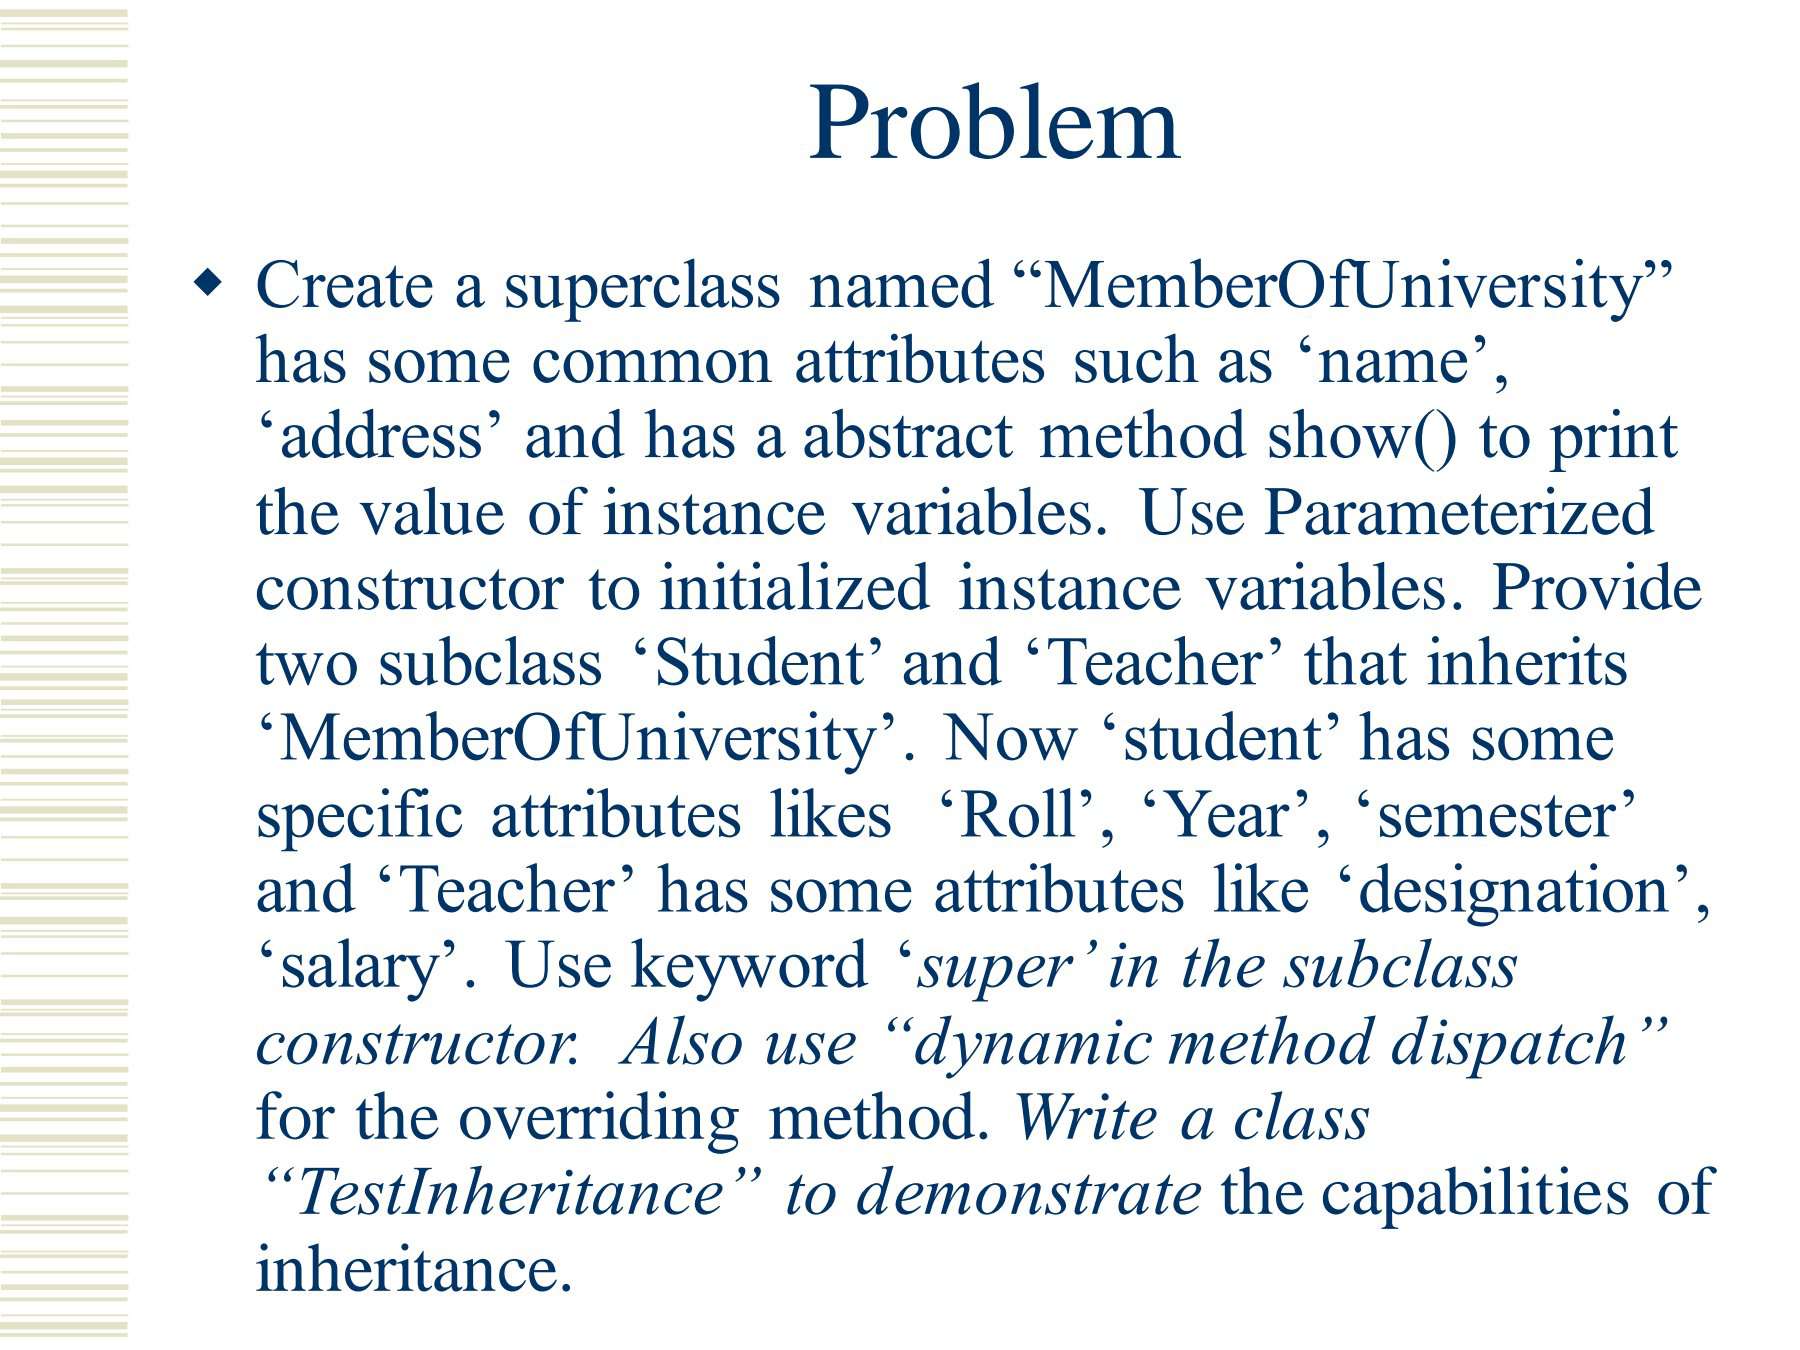 Problem
Create a superclass named “MemberOfUniversity”
has some common attributes such as ‘name’,
‘address’ and has a abstract method show() to print
the value of instance variables. Use Parameterized
constructor to initialized instance variables. Provide
two subclass ‘Student’ and ‘Teacher’ that inherits
‘MemberOfUniversity’. Now ‘student’ has some
specific attributes likes ‘Roll’, ‘Year’, ‘semester’
and ‘Teacher’ has some attributes like ‘designation’,
‘salary’. Use keyword ‘super’ in the subclass
constructor. Also use “dynamic method dispatch”
for the overriding method. Write a class
“TestInheritance” to demonstrate the capabilities of
inheritance.